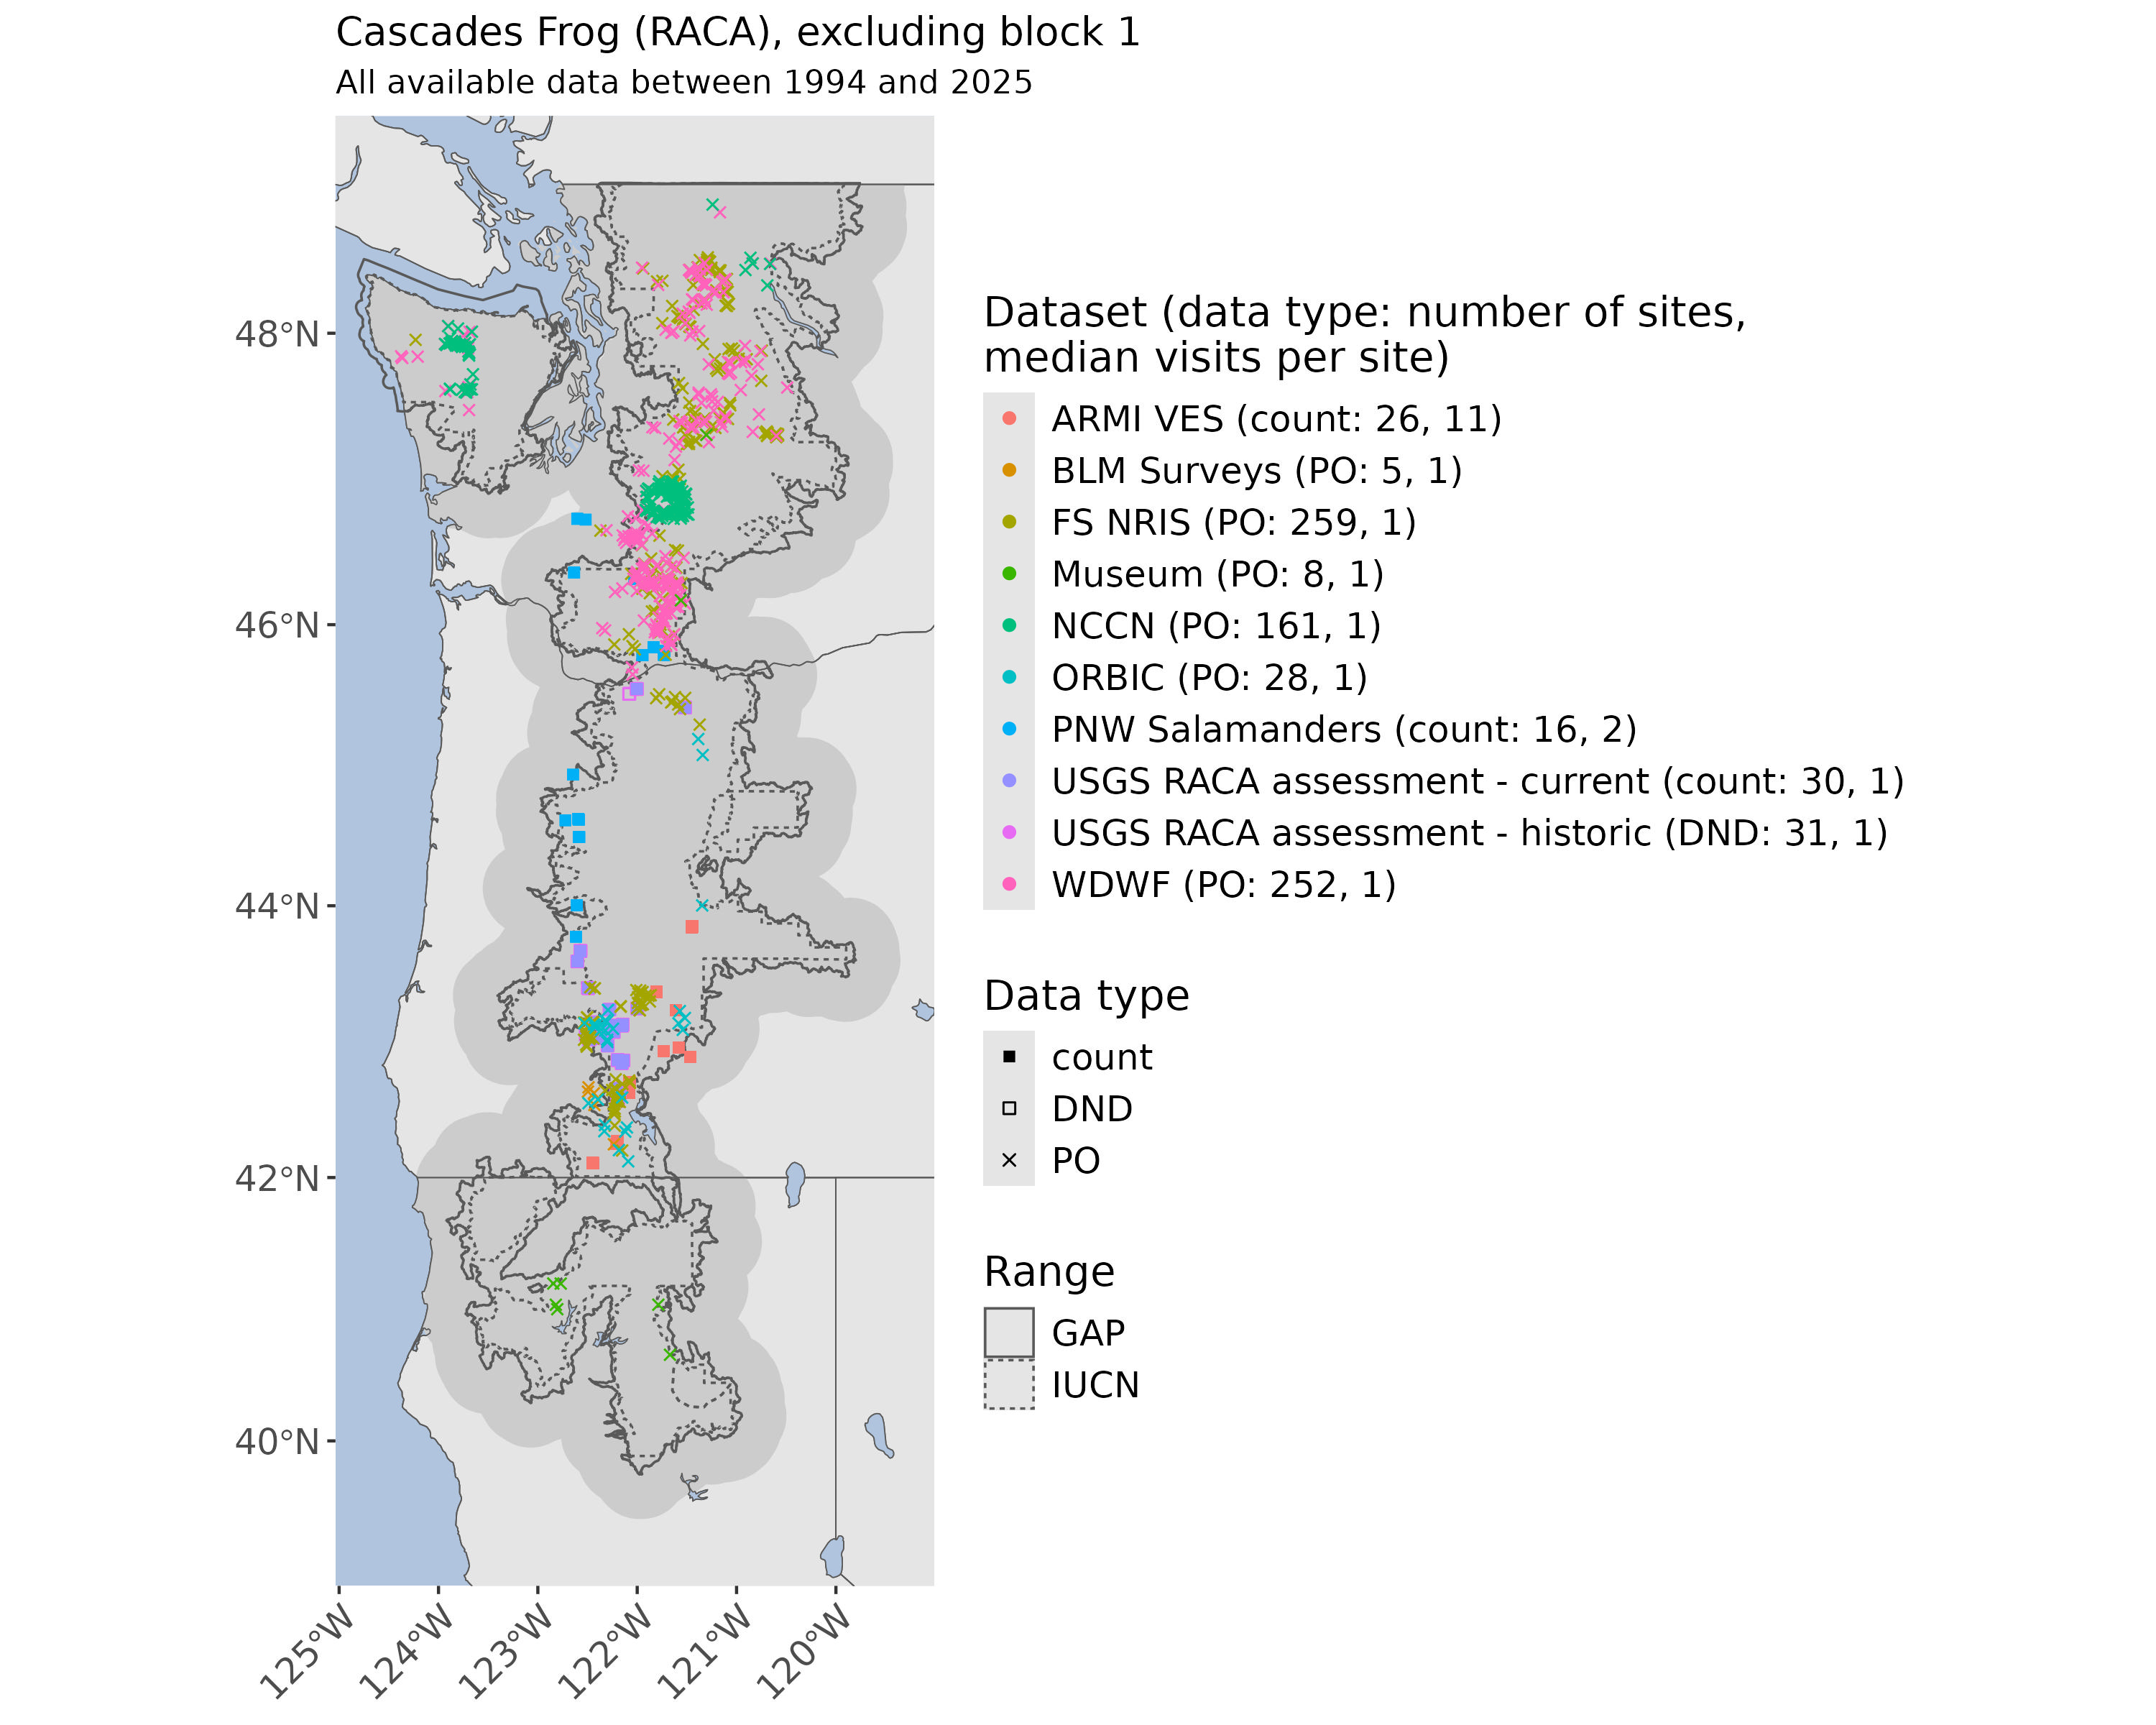 Cascades Frog (RACA), excluding block 1
All available data between 1994 and 2025
48°N
46°N
44°N
42°N
40°N
125°W
124°W
123°W
122°W
121°W
120°W
Dataset (data type: number of sites,
median visits per site)
ARMI VES (count: 26, 11)
BLM Surveys (PO: 5, 1)
FS NRIS (PO: 259, 1)
Museum (PO: 8, 1)
NCCN (PO: 161, 1)
ORBIC (PO: 28, 1)
PNW Salamanders (count: 16, 2)
USGS RACA assessment - current (count: 30, 1)
USGS RACA assessment - historic (DND: 31, 1)
WDWF (PO: 252, 1)
Data type
count
DND
PO
Range
GAP
IUCN